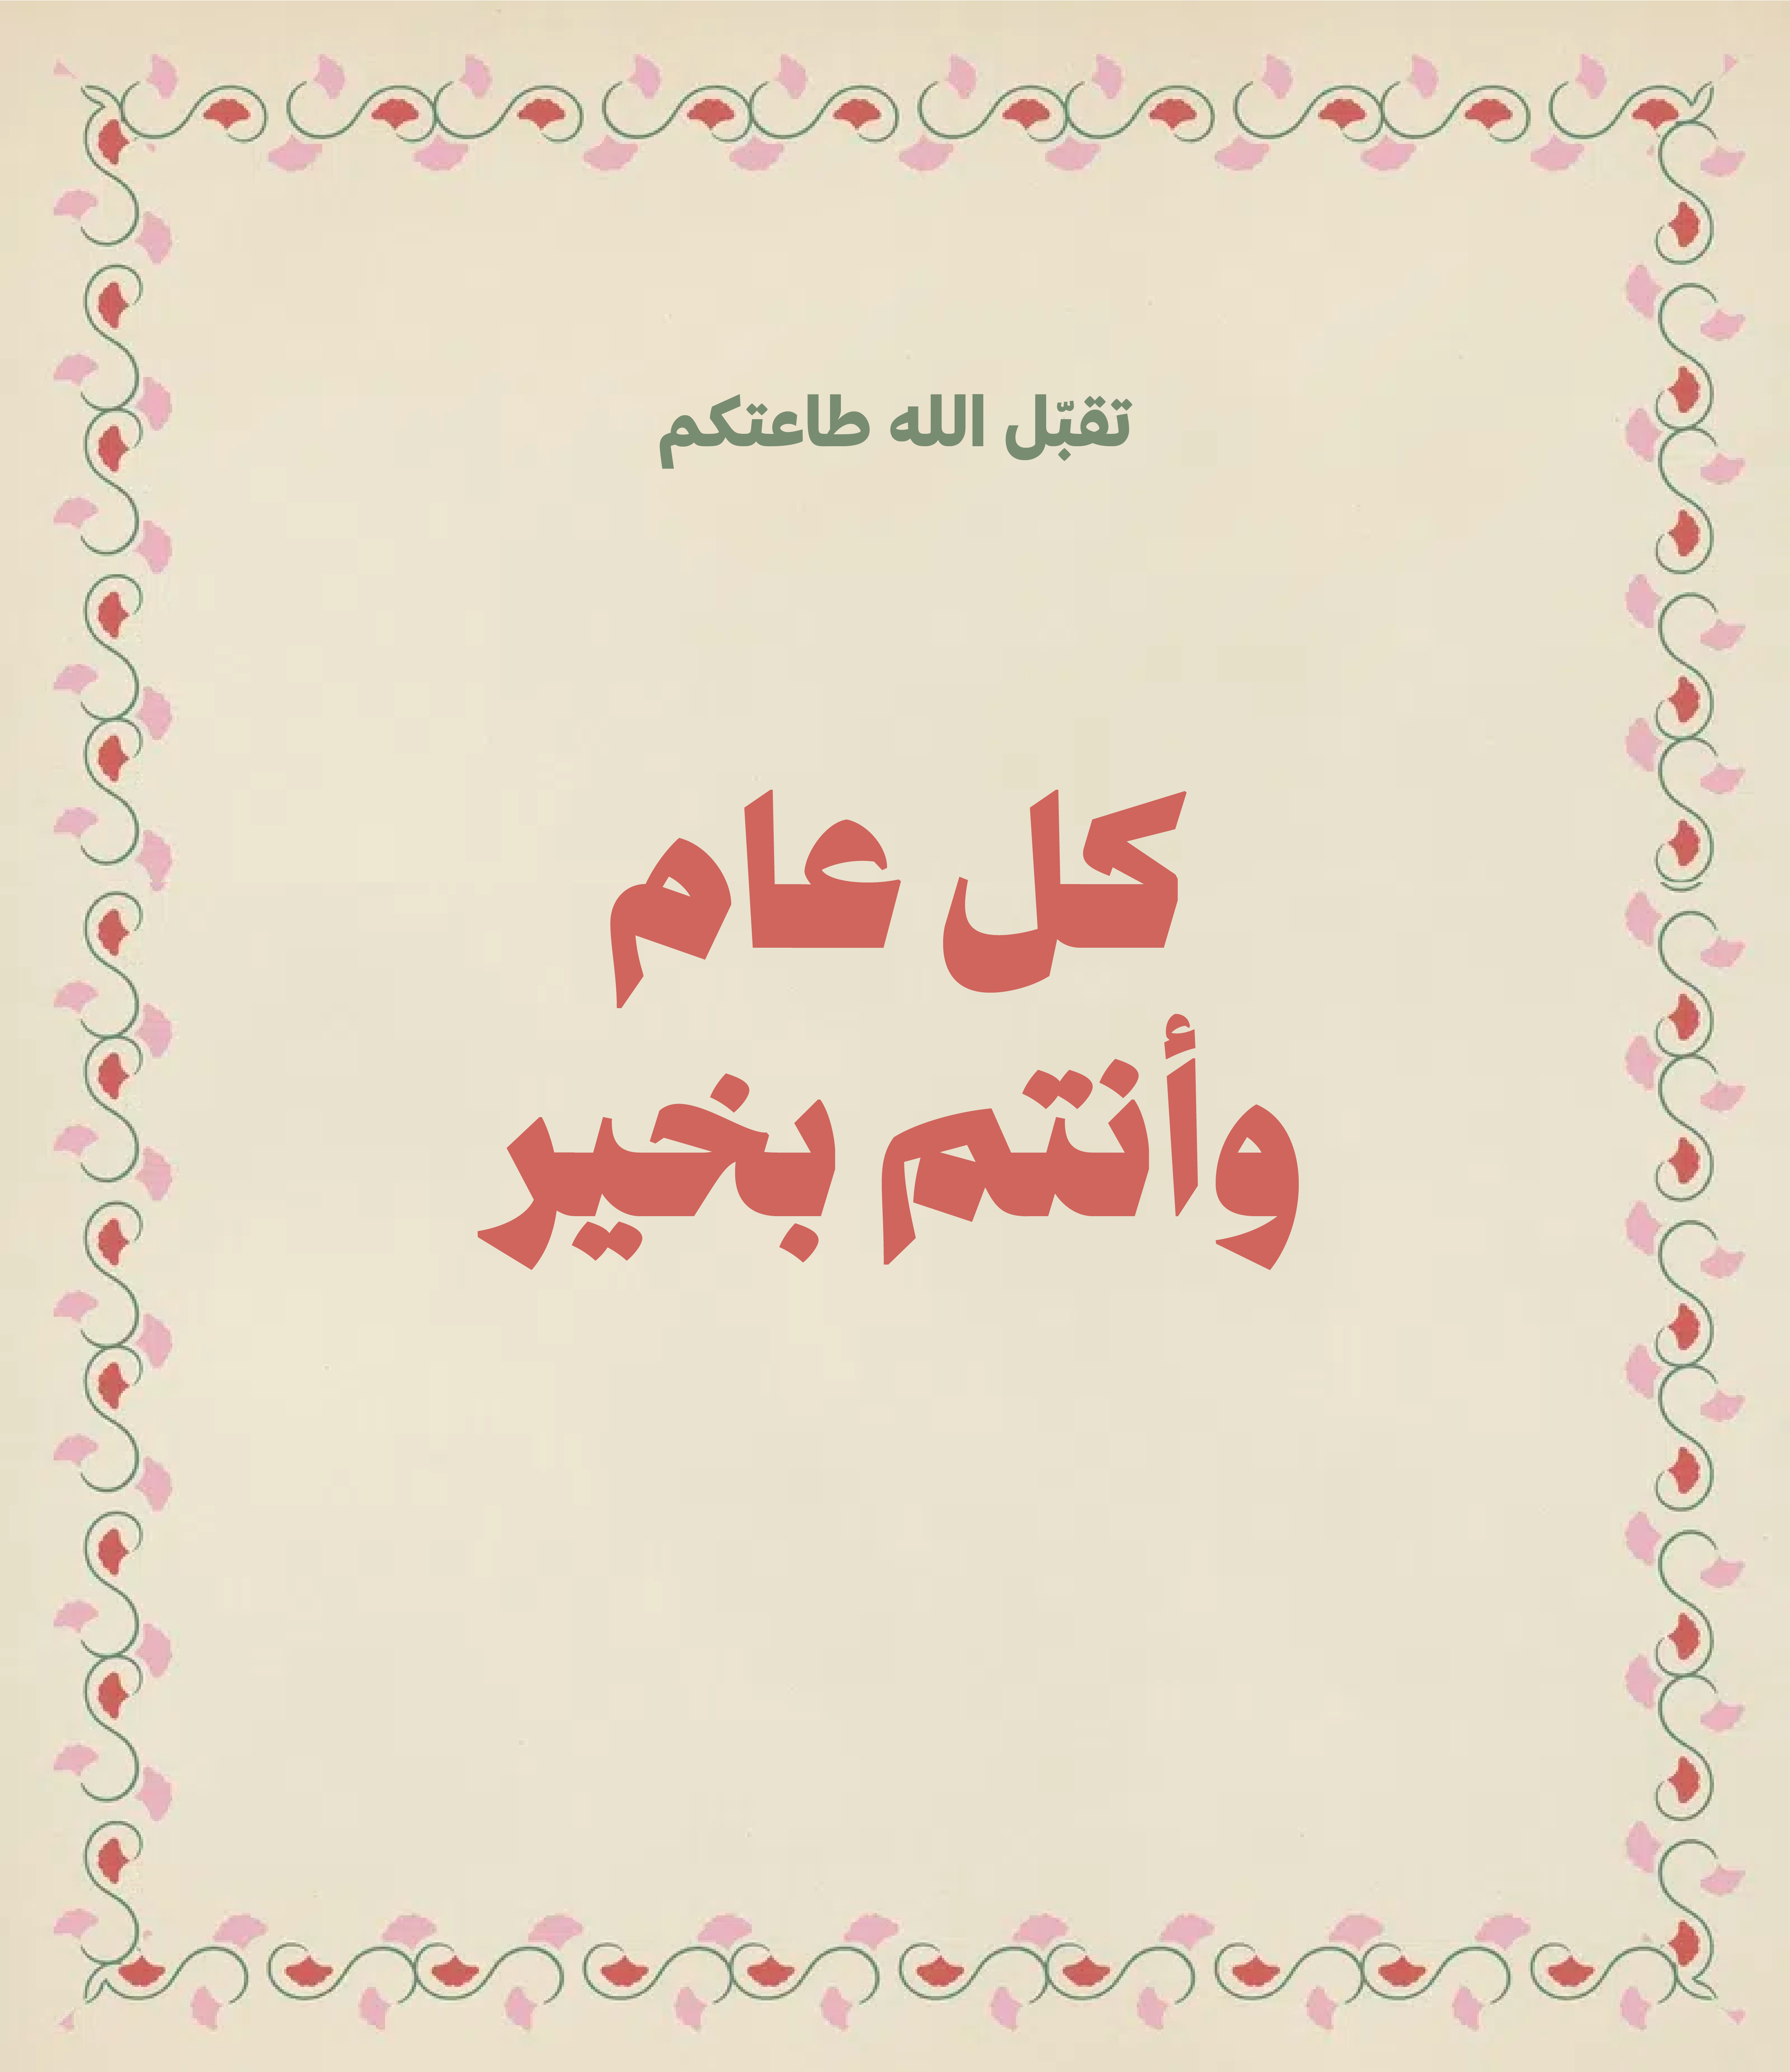 تقبّل الله طاعتكم
كل عام
وأنتم بخير